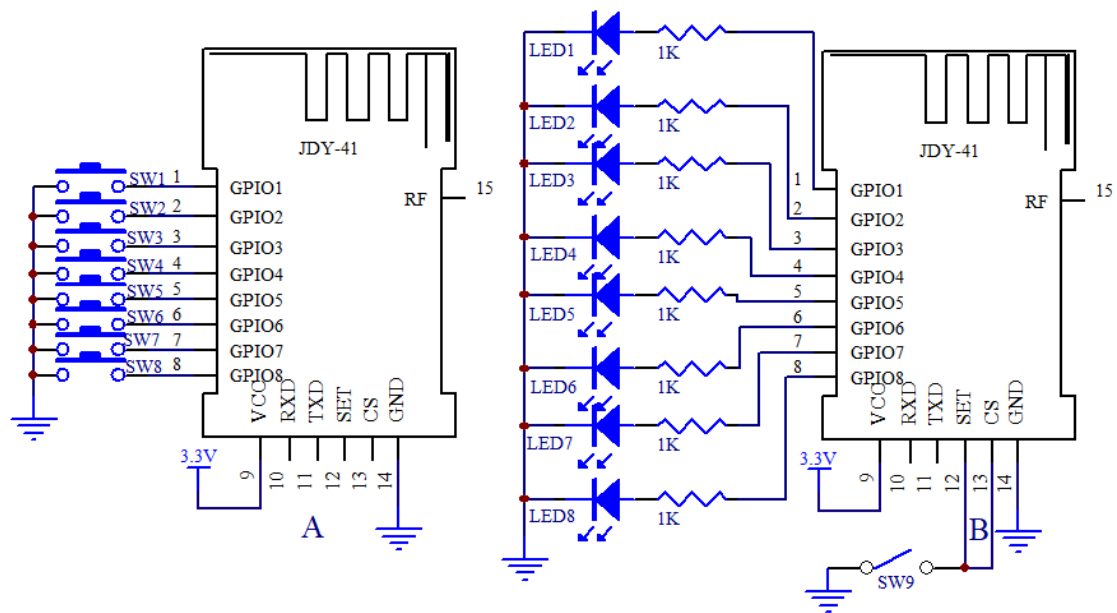 JDY-41
SW1 1 GPIO1
SW2 2 GPIO2
SW3 3 GPIO3
SW4 4 GPIO4
SW5 5 GPIO5
SW6 6 GPIO6
SW7 7 GPIO7
SW8 8 GPIO8
RF 15
VCC RXD TXD SET CS GND
3.3V 9 10 11 12 13 14
A
LED1 1K
LED2 1K
LED3 1K
LED4 1K
LED5 1K
LED6 1K
LED7 1K
LED8 1K
JDY-41
1 GPIO1
2 GPIO2
3 GPIO3
4 GPIO4
5 GPIO5
6 GPIO6
7 GPIO7
8 GPIO8
RF 15
VCC RXD TXD SET CS GND
3.3V 9 10 11 12 13 14
B
SW9